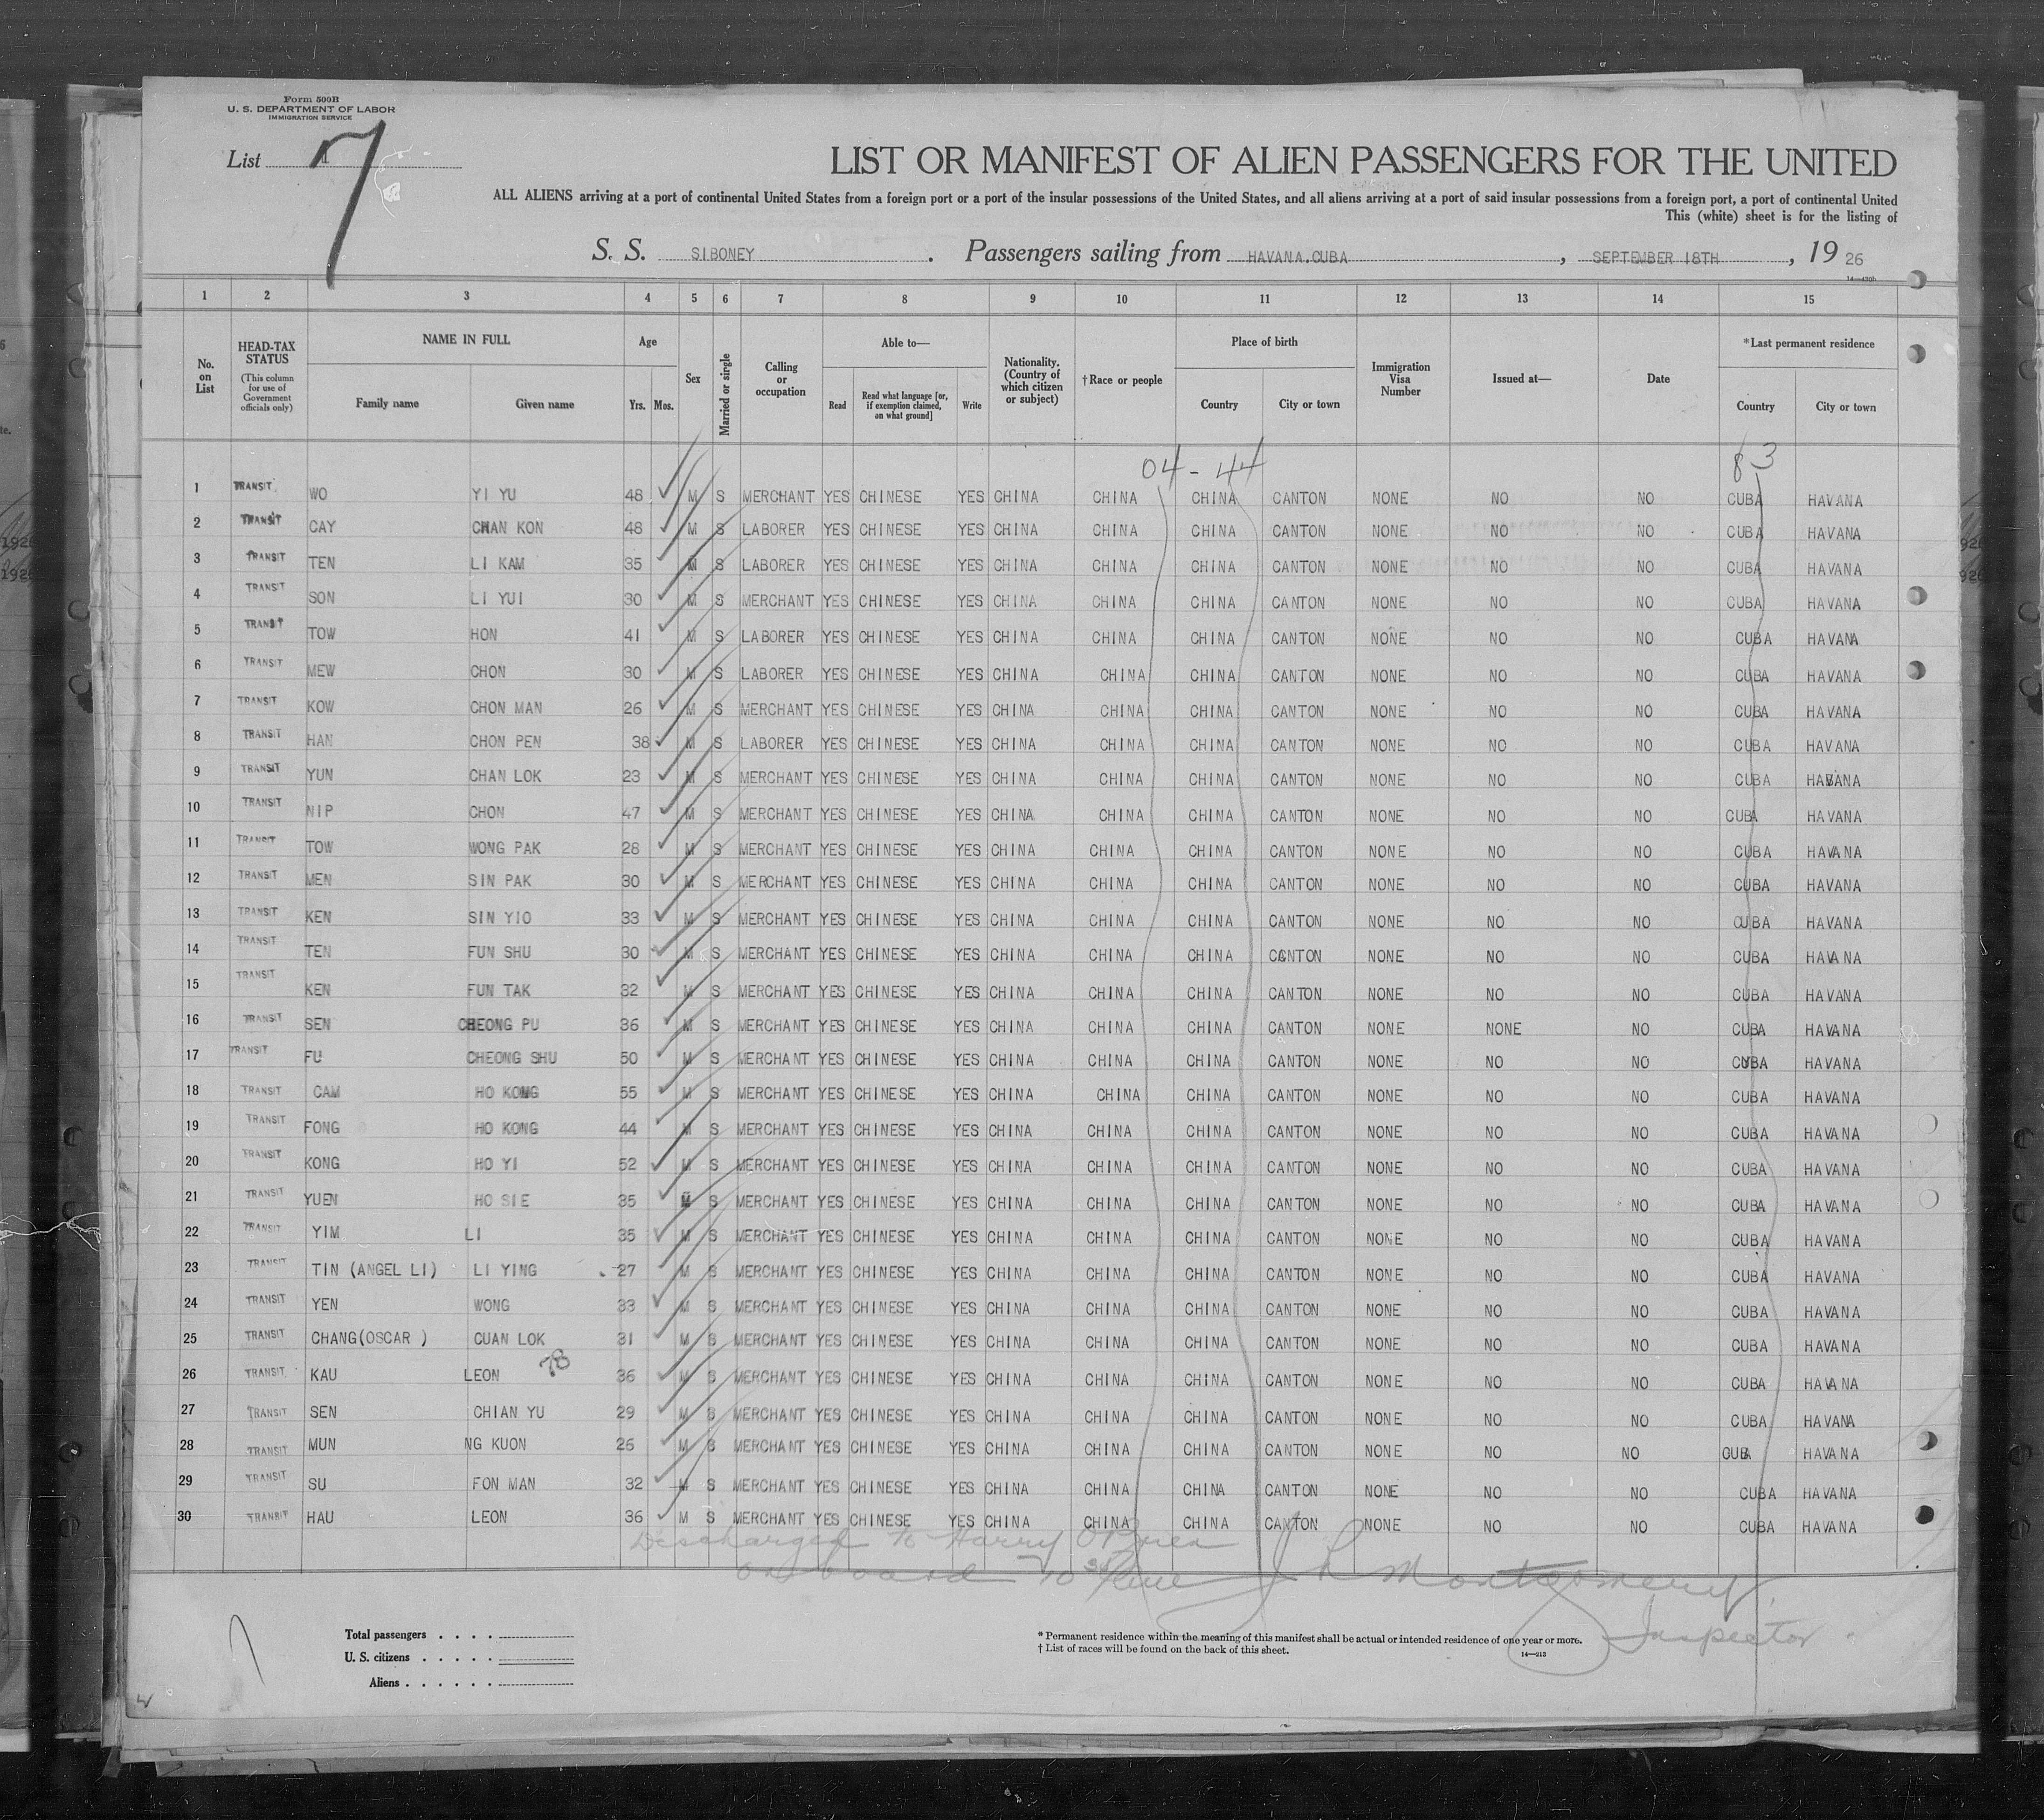 Form 500B
U. S. DEPARTMENT OF LABOR
IMMIGRATION SERVICE
List 7
LIST OR MANIFEST OF ALIEN PASSENGERS FOR THE UNITED
ALL ALIENS arriving at a port of continental United States from a foreign port or a port of the insular possessions of the United States, and all aliens arriving at a port of said insular possessions from a foreign port, a port of continental United
This (white) sheet is for the listing of
S. S. SIBONEY. Passengers sailing from HAVANA.CUBA, SEPTEMBER 18TH, 19 26
1 2 3 4 5 6 7 8 9 10 11 12 13 14 15
No. on List HEAD-TAX STATUS (This column for use of Government officials only) NAME IN FULL Family name Given name Age Yrs. Mos. Sex Married or single Calling or occupation Able to— Read Read what language [or, if exemption claimed, on what ground] Write Nationality. (Country of which citizen or subject) †Race or people Place of birth Country City or town Immigration Visa Number Issued at— Date *Last permanent residence Country City or town
04 - 44 83
1 TRANSIT WO YI YU 48 M S MERCHANT YES CHINESE YES CHINA CHINA CHINA CANTON NONE NO NO CUBA HAVANA
2 TRANSIT CAY CHAN KON 48 M S LABORER YES CHINESE YES CHINA CHINA CHINA CANTON NONE NO NO CUBA HAVANA
3 TRANSIT TEN LI KAM 35 M S LABORER YES CHINESE YES CHINA CHINA CHINA CANTON NONE NO NO CUBA HAVANA
4 TRANSIT SON LI YUI 30 M S MERCHANT YES CHINESE YES CHINA CHINA CHINA CANTON NONE NO NO CUBA HAVANA
5 TRANSIT TOW HON 41 M S LABORER YES CHINESE YES CHINA CHINA CHINA CANTON NONE NO NO CUBA HAVANA
6 TRANSIT MEW CHON 30 M S LABORER YES CHINESE YES CHINA CHINA CHINA CANTON NONE NO NO CUBA HAVANA
7 TRANSIT KOW CHON MAN 26 M S MERCHANT YES CHINESE YES CHINA CHINA CHINA CANTON NONE NO NO CUBA HAVANA
8 TRANSIT HAN CHON PEN 38 M S LABORER YES CHINESE YES CHINA CHINA CHINA CANTON NONE NO NO CUBA HAVANA
9 TRANSIT YUN CHAN LOK 23 M S MERCHANT YES CHINESE YES CHINA CHINA CHINA CANTON NONE NO NO CUBA HAVANA
10 TRANSIT NIP CHON 47 M S MERCHANT YES CHINESE YES CHINA CHINA CHINA CANTON NONE NO NO CUBA HAVANA
11 TRANSIT TOW WONG PAK 28 M S MERCHANT YES CHINESE YES CHINA CHINA CHINA CANTON NONE NO NO CUBA HAVANA
12 TRANSIT MEN SIN PAK 30 M S MERCHANT YES CHINESE YES CHINA CHINA CHINA CANTON NONE NO NO CUBA HAVANA
13 TRANSIT KEN SIN YIO 33 M S MERCHANT YES CHINESE YES CHINA CHINA CHINA CANTON NONE NO NO CUBA HAVANA
14 TRANSIT TEN FUN SHU 30 M S MERCHANT YES CHINESE YES CHINA CHINA CHINA CANTON NONE NO NO CUBA HAVANA
15 TRANSIT KEN FUN TAK 32 M S MERCHANT YES CHINESE YES CHINA CHINA CHINA CANTON NONE NO NO CUBA HAVANA
16 TRANSIT SEN CHEONG PU 36 M S MERCHANT YES CHINESE YES CHINA CHINA CHINA CANTON NONE NONE NO CUBA HAVANA
17 TRANSIT FU CHEONG SHU 50 M S MERCHANT YES CHINESE YES CHINA CHINA CHINA CANTON NONE NO NO CUBA HAVANA
18 TRANSIT CAM HO KONG 55 M S MERCHANT YES CHINESE YES CHINA CHINA CHINA CANTON NONE NO NO CUBA HAVANA
19 TRANSIT FONG HO KONG 44 M S MERCHANT YES CHINESE YES CHINA CHINA CHINA CANTON NONE NO NO CUBA HAVANA
20 TRANSIT KONG HO YI 52 M S MERCHANT YES CHINESE YES CHINA CHINA CHINA CANTON NONE NO NO CUBA HAVANA
21 TRANSIT YUEN HO SIE 35 M S MERCHANT YES CHINESE YES CHINA CHINA CHINA CANTON NONE NO NO CUBA HAVANA
22 TRANSIT YIM LI 35 M S MERCHANT YES CHINESE YES CHINA CHINA CHINA CANTON NONE NO NO CUBA HAVANA
23 TRANSIT TIN (ANGEL LI) LI YING 27 M S MERCHANT YES CHINESE YES CHINA CHINA CHINA CANTON NONE NO NO CUBA HAVANA
24 TRANSIT YEN WONG 33 M S MERCHANT YES CHINESE YES CHINA CHINA CHINA CANTON NONE NO NO CUBA HAVANA
25 TRANSIT CHANG(OSCAR ) CUAN LOK 31 M S MERCHANT YES CHINESE YES CHINA CHINA CHINA CANTON NONE NO NO CUBA HAVANA
26 TRANSIT KAU LEON 78 36 M S MERCHANT YES CHINESE YES CHINA CHINA CHINA CANTON NONE NO NO CUBA HAVANA
27 TRANSIT SEN CHIAN YU 29 M S MERCHANT YES CHINESE YES CHINA CHINA CHINA CANTON NONE NO NO CUBA HAVANA
28 TRANSIT MUN NG KUON 26 M S MERCHANT YES CHINESE YES CHINA CHINA CHINA CANTON NONE NO NO CUBA HAVANA
29 TRANSIT SU FON MAN 32 M S MERCHANT YES CHINESE YES CHINA CHINA CHINA CANTON NONE NO NO CUBA HAVANA
30 TRANSIT HAU LEON 36 M S MERCHANT YES CHINESE YES CHINA CHINA CHINA CANTON NONE NO NO CUBA HAVANA
Discharged to Harry
on board J L Montgomery
Inspector
Total passengers
U. S. citizens
Aliens
* Permanent residence within the meaning of this manifest shall be actual or intended residence of one year or more.
† List of races will be found on the back of this sheet.
14—213